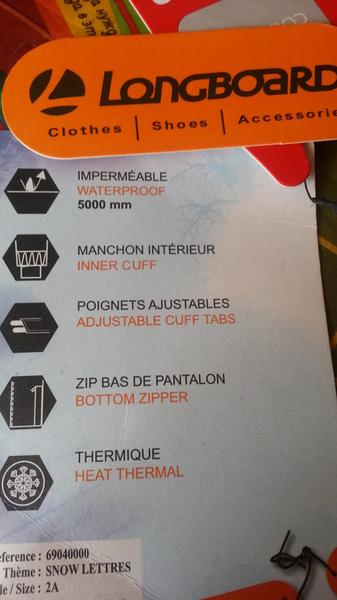 LONGBOARD
Clothes | Shoes | Accessorie
IMPERMÉABLE
WATERPROOF
5000 mm
MANCHON INTÉRIEUR
INNER CUFF
POIGNETS AJUSTABLES
ADJUSTABLE CUFF TABS
ZIP BAS DE PANTALON
BOTTOM ZIPPER
THERMIQUE
HEAT THERMAL
eference : 69040000
Thème : SNOW LETTRES
le / Size : 2A